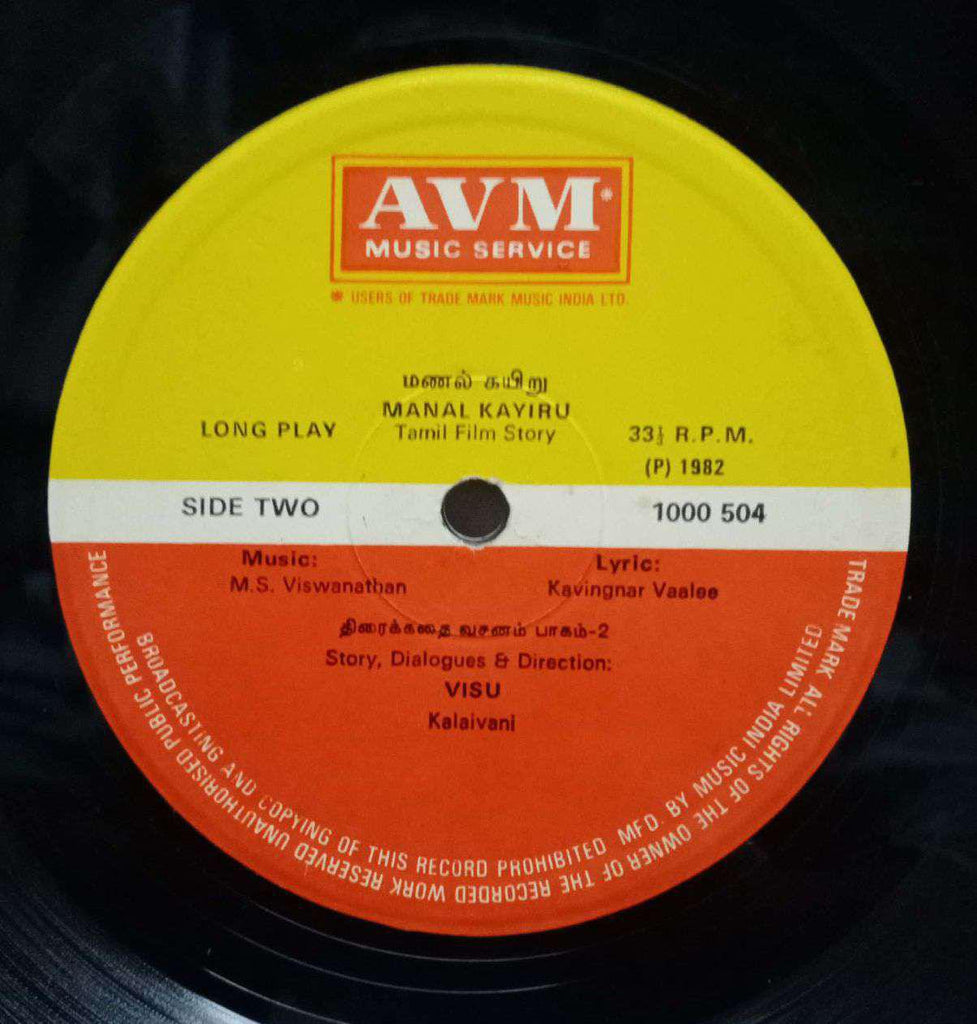 AVM*
MUSIC SERVICE
* USERS OF TRADE MARK MUSIC INDIA LTD.
மணல் கயிறு
MANAL KAYIRU
Tamil Film Story
LONG PLAY
33⅓ R.P.M.
(P) 1982
SIDE TWO
1000 504
Music:
M.S. Viswanathan
Lyric:
Kavingnar Vaalee
திரைக்கதை வசனம் பாகம்-2
Story, Dialogues & Direction:
VISU
Kalaivani
TRADE MARK ALL RIGHTS OF THE OWNER OF THE RECORDED WORK RESERVED UNAUTHORISED PUBLIC PERFORMANCE
BROADCASTING AND COPYING OF THIS RECORD PROHIBITED MFD. BY MUSIC INDIA LIMITED